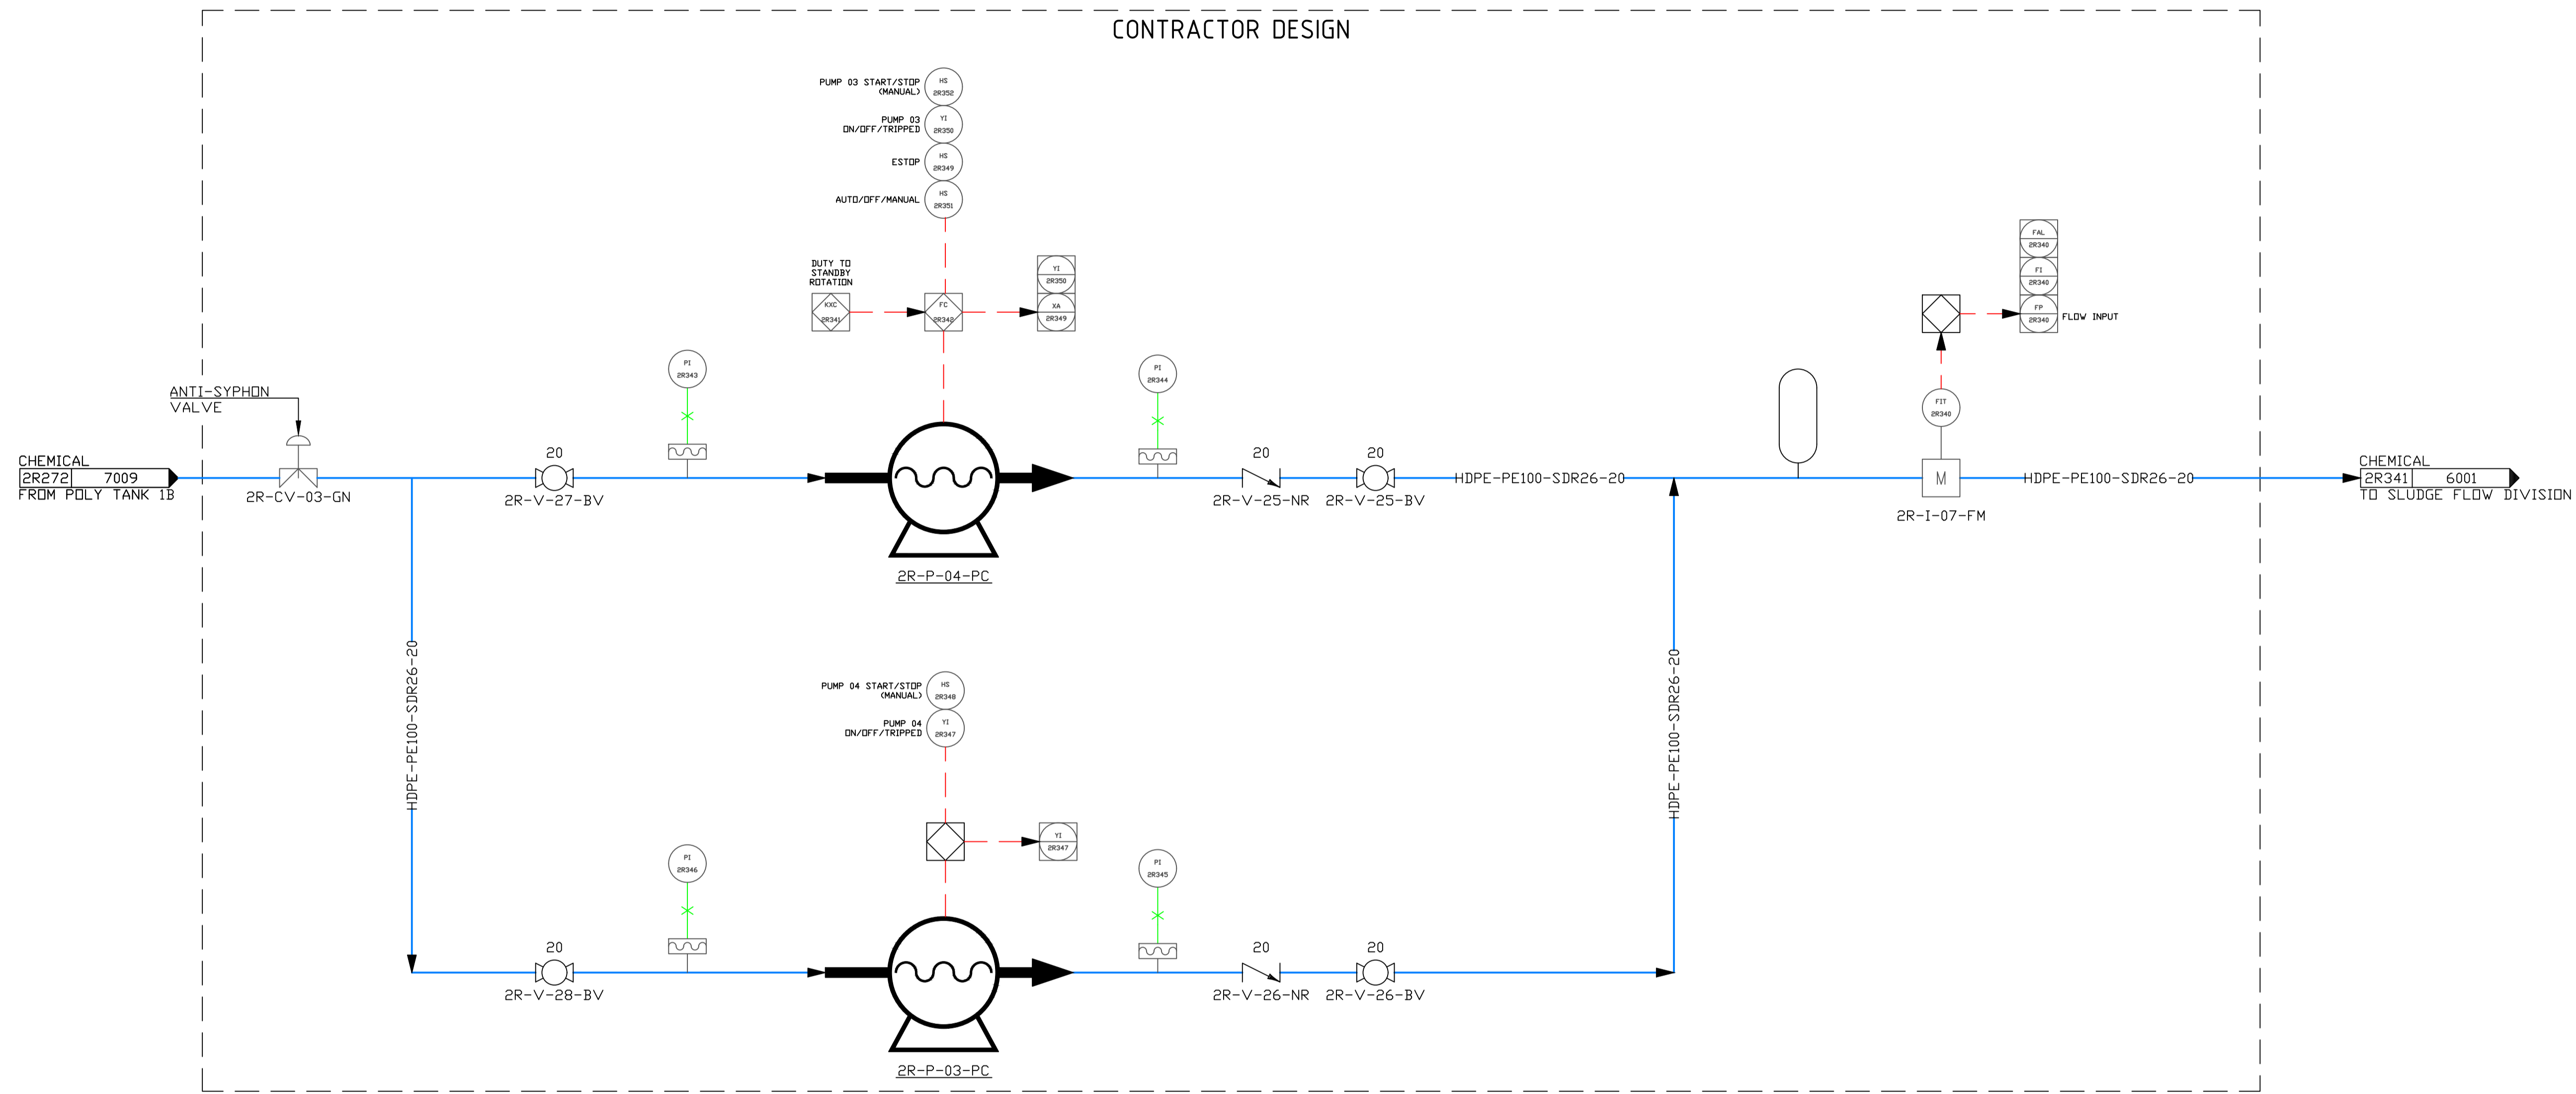 CONTRACTOR DESIGN
PUMP 03 START/STOP
(MANUAL)
HS
2R352
PUMP 03
ON/OFF/TRIPPED
YI
2R350
ESTOP
HS
2R349
AUTO/OFF/MANUAL
HS
2R351
DUTY TO
STANDBY
ROTATION
KXC
2R341
FC
2R342
YI
2R350
XA
2R349
FAL
2R340
FI
2R340
FP
2R340
FLOW INPUT
PI
2R343
PI
2R344
FIT
2R340
ANTI-SYPHON
VALVE
CHEMICAL
2R272 7009
FROM POLY TANK 1B
2R-CV-03-GN
20
2R-V-27-BV
2R-P-04-PC
20
2R-V-25-NR
20
2R-V-25-BV
HDPE-PE100-SDR26-20
M
2R-I-07-FM
HDPE-PE100-SDR26-20
CHEMICAL
2R341 6001
TO SLUDGE FLOW DIVISION
HDPE-PE100-SDR26-20
HDPE-PE100-SDR26-20
PUMP 04 START/STOP
(MANUAL)
HS
2R348
PUMP 04
ON/OFF/TRIPPED
YI
2R347
YI
2R347
PI
2R346
PI
2R345
20
2R-V-28-BV
2R-P-03-PC
20
2R-V-26-NR
20
2R-V-26-BV